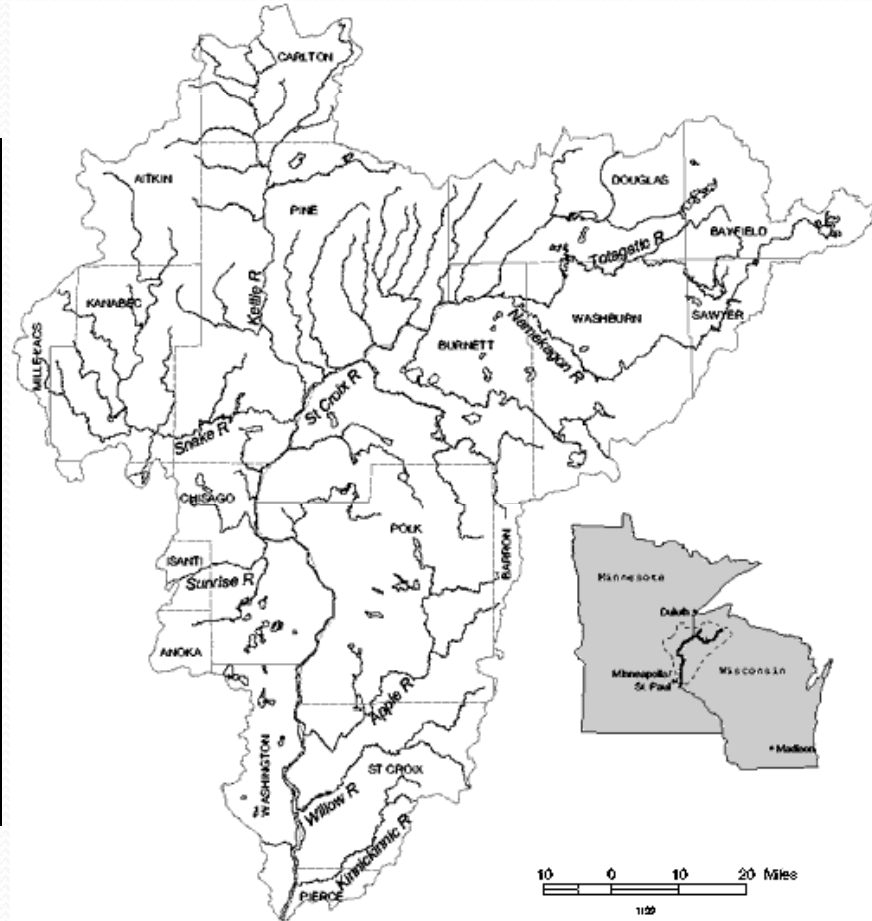 CARLTON
AITKIN
DOUGLAS
PINE
BAYFIELD
Totagatic R
Kettle R
KANABEC
SAWYER
WASHBURN
Namekagon R
BURNETT
MILLE LACS
St Croix R
Snake R
CHISAGO
POLK
BARRON
ISANTI
Sunrise R
ANOKA
Apple R
WASHINGTON
ST CROIX
Willow R
Kinnickinnic R
PIERCE
Minnesota
Duluth
Wisconsin
Minneapolis/
St. Paul
Madison
10 0 10 20 Miles